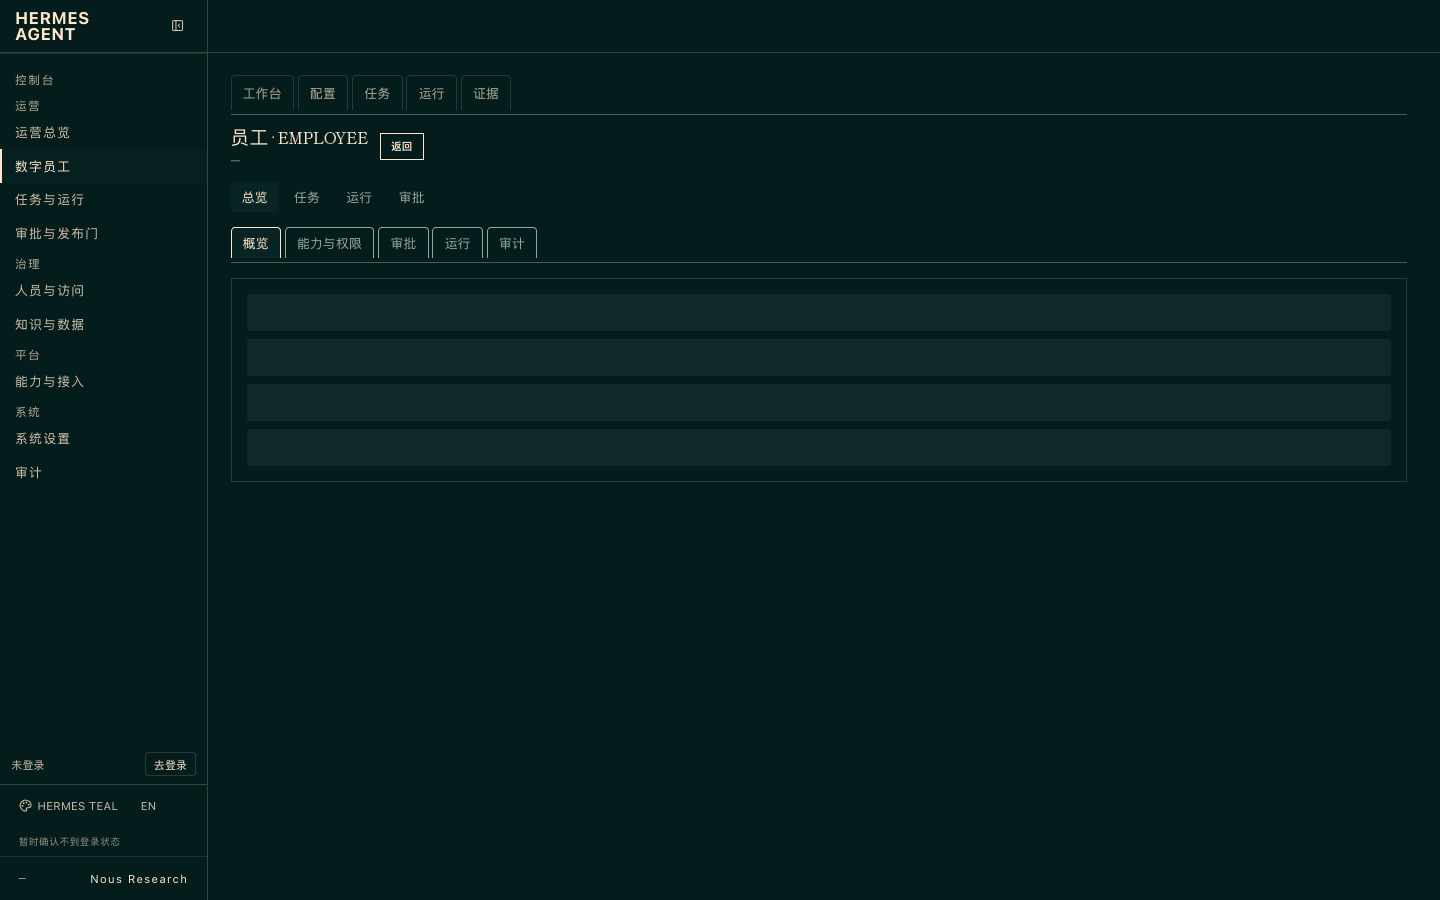 HERMES
AGENT
控制台
运营
运营总览
数字员工
任务与运行
审批与发布门
治理
人员与访问
知识与数据
平台
能力与接入
系统
系统设置
审计
未登录 去登录
HERMES TEAL EN
暂时确认不到登录状态
— Nous Research
工作台 配置 任务 运行 证据
员工 · EMPLOYEE 返回
—
总览 任务 运行 审批
概览 能力与权限 审批 运行 审计